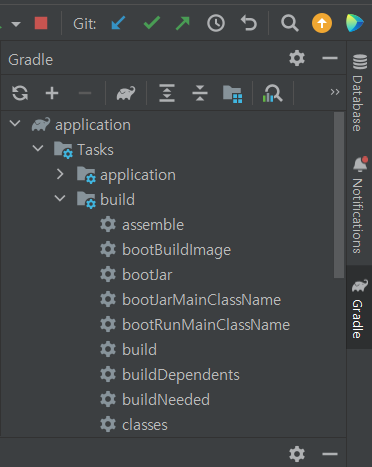 Git:
Gradle
application
Tasks
application
build
assemble
bootBuildImage
bootJar
bootJarMainClassName
bootRunMainClassName
build
buildDependents
buildNeeded
classes
Database
Notifications
Gradle